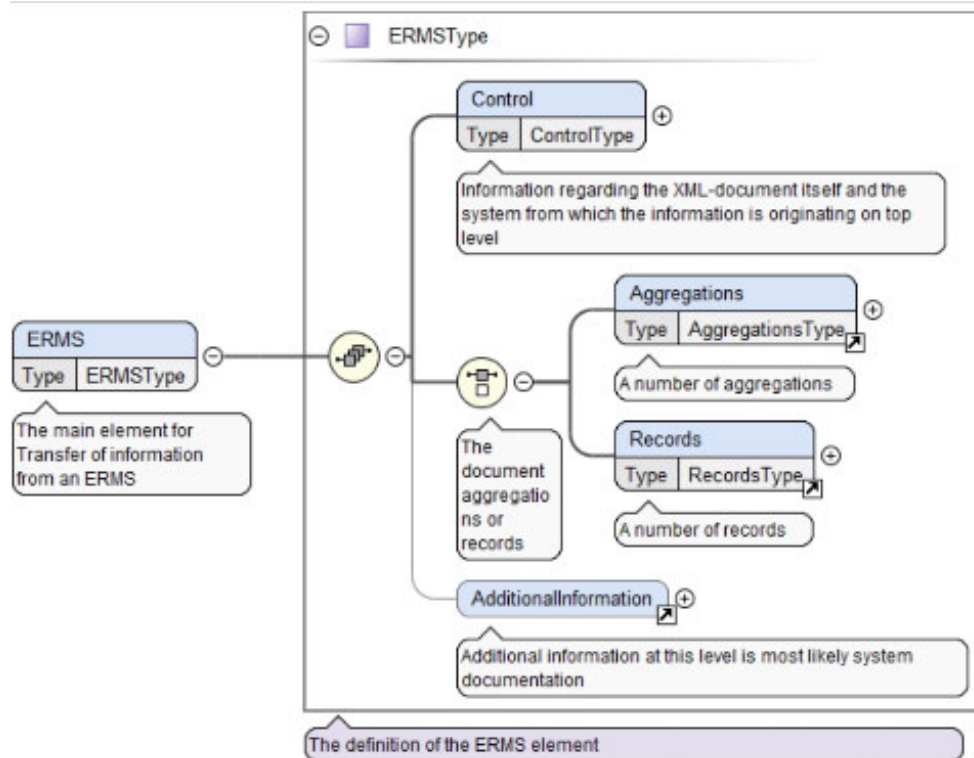 ERMSType
Control
Type ControlType
Information regarding the XML-document itself and the
system from which the information is originating on top
level
Aggregations
Type AggregationsType
A number of aggregations
ERMS
Type ERMSType
The main element for
Transfer of information
from an ERMS
The
document
aggregatio
ns or
records
Records
Type RecordsType
A number of records
AdditionalInformation
Additional information at this level is most likely system
documentation
The definition of the ERMS element